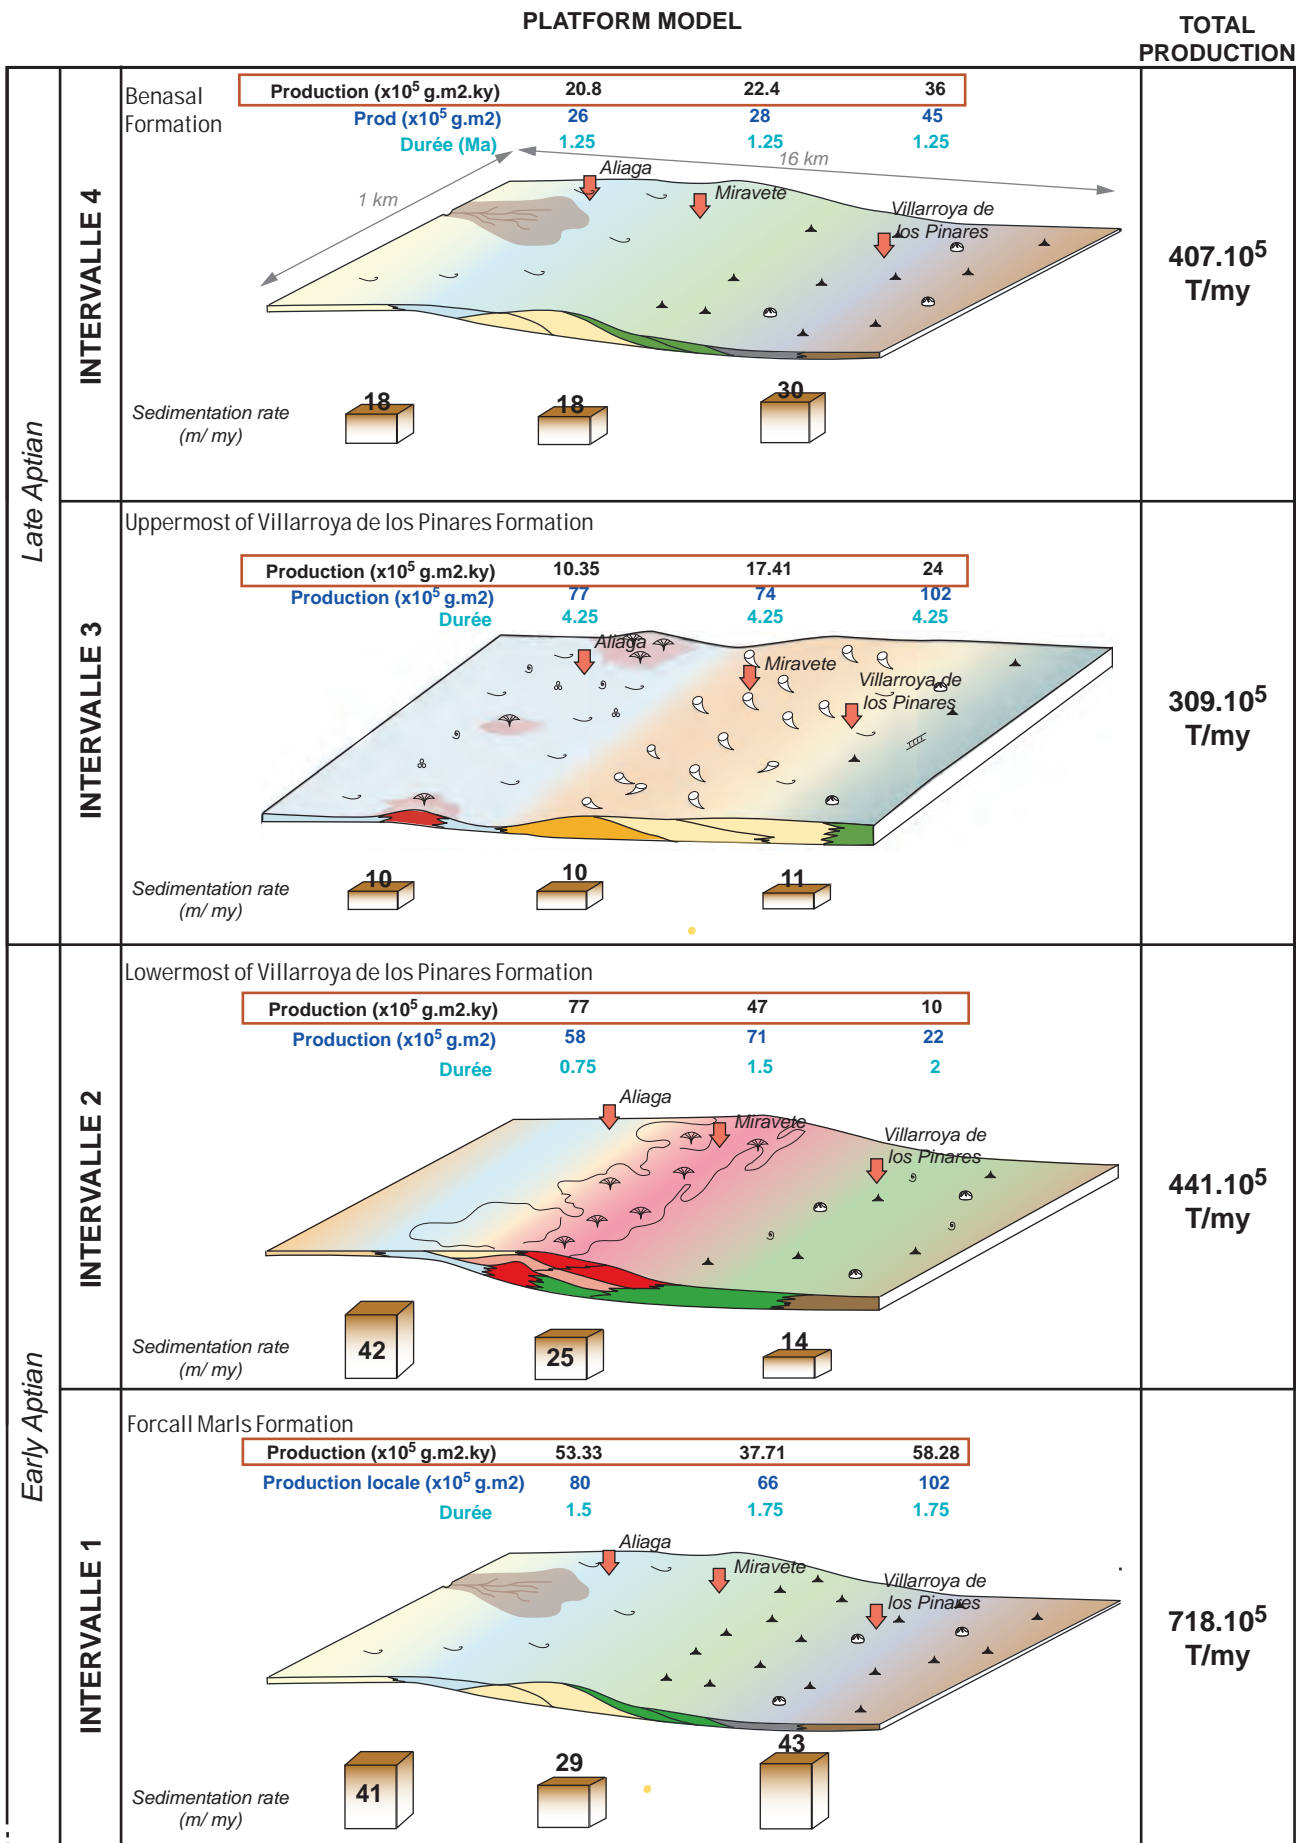 PLATFORM MODEL
TOTAL
PRODUCTION
Late Aptian
INTERVALLE 4
Benasal
Formation
Production (x10⁵ g.m2.ky) 20.8 22.4 36
Prod (x10⁵ g.m2) 26 28 45
Durée (Ma) 1.25 1.25 1.25
1 km
16 km
Aliaga
Miravete
Villarroya de
los Pinares
Sedimentation rate
(m/ my)
18 18 30
407.10⁵
T/my
INTERVALLE 3
Uppermost of Villarroya de los Pinares Formation
Production (x10⁵ g.m2.ky) 10.35 17.41 24
Production (x10⁵ g.m2) 77 74 102
Durée 4.25 4.25 4.25
Aliaga
Miravete
Villarroya de
los Pinares
Sedimentation rate
(m/ my)
10 10 11
309.10⁵
T/my
Early Aptian
INTERVALLE 2
Lowermost of Villarroya de los Pinares Formation
Production (x10⁵ g.m2.ky) 77 47 10
Production (x10⁵ g.m2) 58 71 22
Durée 0.75 1.5 2
Aliaga
Miravete
Villarroya de
los Pinares
Sedimentation rate
(m/ my)
42 25 14
441.10⁵
T/my
INTERVALLE 1
Forcall Marls Formation
Production (x10⁵ g.m2.ky) 53.33 37.71 58.28
Production locale (x10⁵ g.m2) 80 66 102
Durée 1.5 1.75 1.75
Aliaga
Miravete
Villarroya de
los Pinares
Sedimentation rate
(m/ my)
41 29 43
718.10⁵
T/my